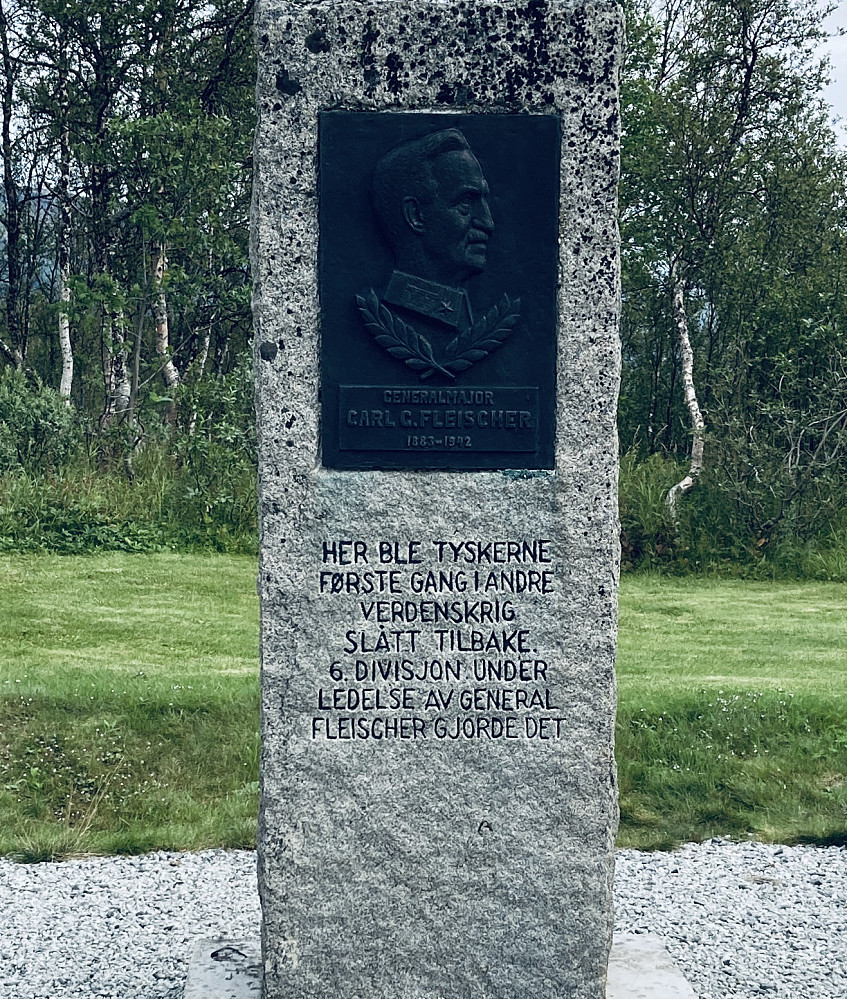 GENERALMAJOR
CARL G. FLEISCHER
1883-1942
HER BLE TYSKERNE
FØRSTE GANG I ANDRE
VERDENSKRIG
SLÅTT TILBAKE.
6. DIVISJON UNDER
LEDELSE AV GENERAL
FLEISCHER GJORDE DET